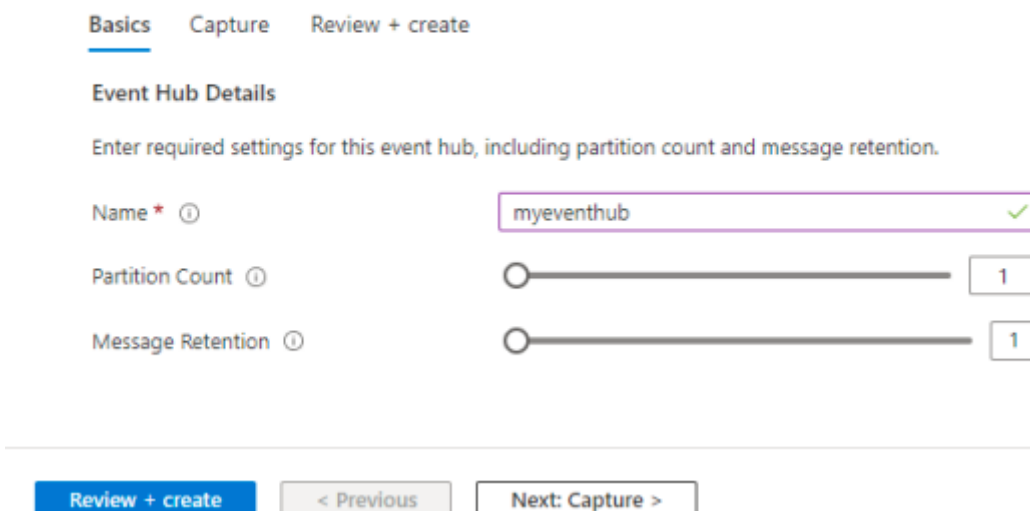 Basics Capture Review + create
Event Hub Details
Enter required settings for this event hub, including partition count and message retention.
Name * myeventhub
Partition Count 1
Message Retention 1
Review + create < Previous Next: Capture >